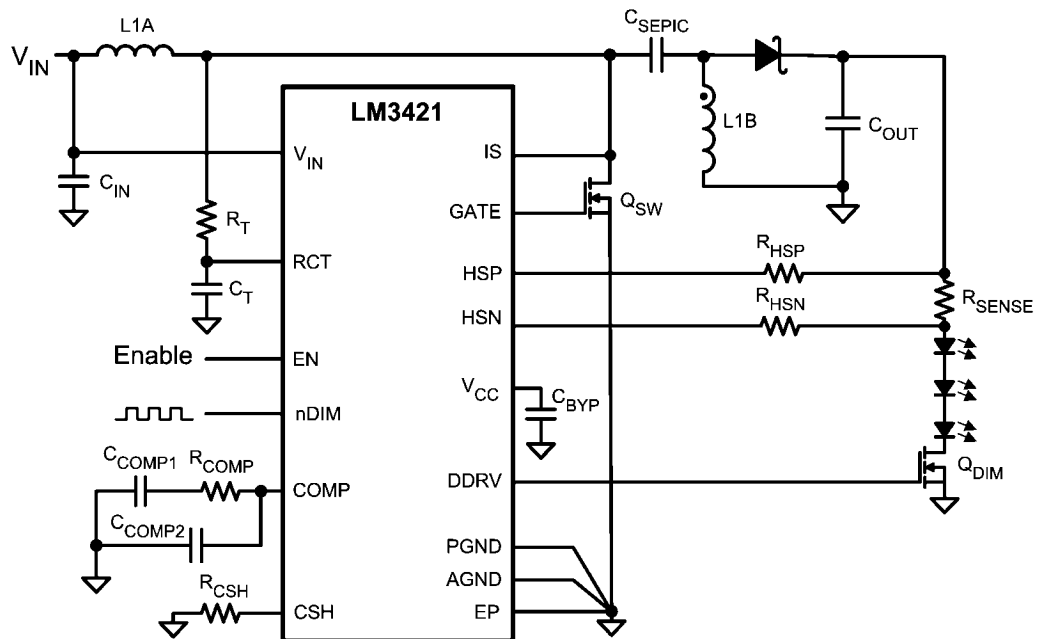 C_SEPIC
L1A
V_IN
LM3421
L1B
C_OUT
V_IN
IS
C_IN
R_T
GATE
Q_SW
R_HSP
RCT
HSP
C_T
R_HSN
R_SENSE
HSN
Enable
EN
V_CC
C_BYP
nDIM
C_COMP1
R_COMP
COMP
DDRV
Q_DIM
C_COMP2
PGND
AGND
R_CSH
CSH
EP